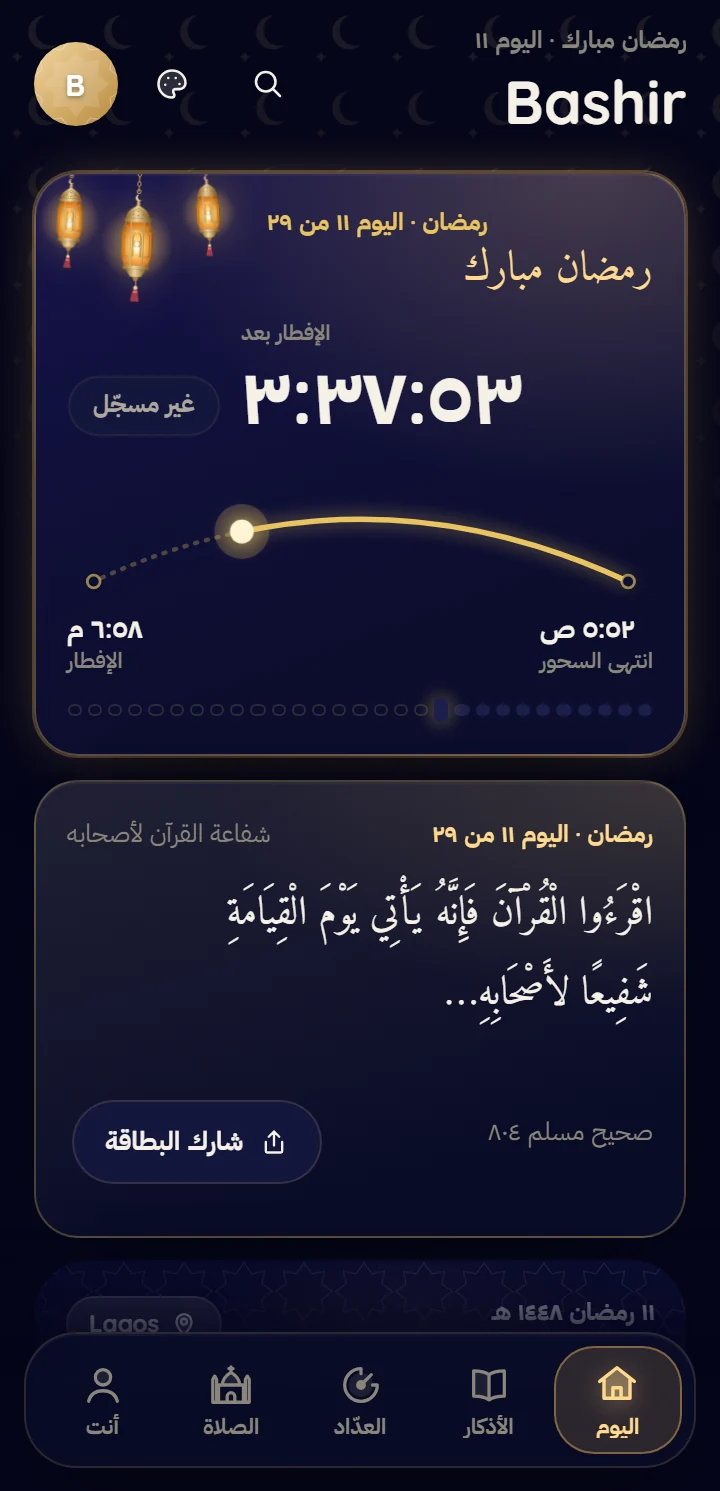 رمضان مبارك · اليوم ١١
Bashir
B
رمضان · اليوم ١١ من ٢٩
رمضان مبارك
الإفطار بعد
٣:٣٧:٥٣
غير مسجّل
٥:٥٢ ص
انتهى السحور
٦:٥٨ م
الإفطار
رمضان · اليوم ١١ من ٢٩
شفاعة القرآن لأصحابه
اقْرَءُوا الْقُرْآنَ فَإِنَّهُ يَأْتِي يَوْمَ الْقِيَامَةِ
شَفِيعًا لأَصْحَابِهِ...
صحيح مسلم ٨٠٤
شارك البطاقة
١١ رمضان ١٤٤٨ هـ
Lagos
اليوم
الأذكار
العدّاد
الصلاة
أنت